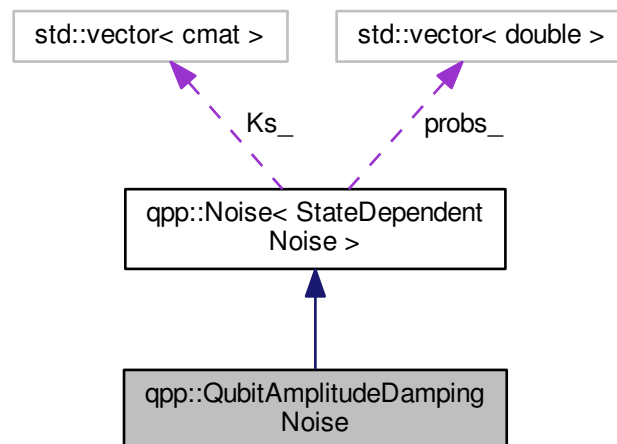 std::vector< cmat >
std::vector< double >
Ks_
probs_
qpp::Noise< StateDependent
Noise >
qpp::QubitAmplitudeDamping
Noise